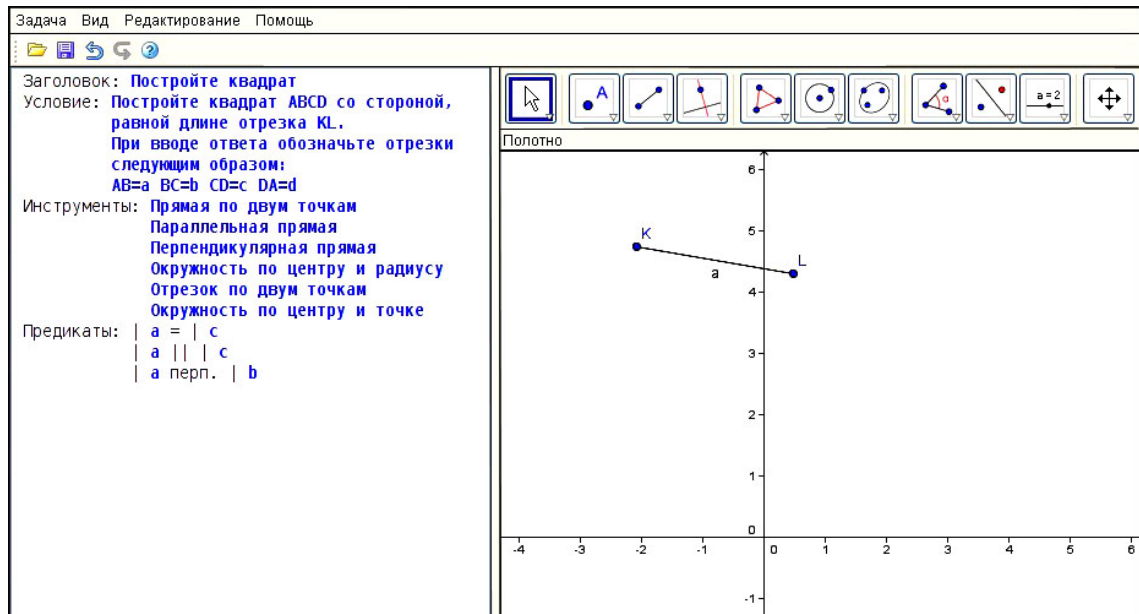 Задача Вид Редактирование Помощь
Заголовок: Постройте квадрат
Условие: Постройте квадрат ABCD со стороной,
равной длине отрезка KL.
При вводе ответа обозначьте отрезки
следующим образом:
AB=a BC=b CD=c DA=d
Инструменты: Прямая по двум точкам
Параллельная прямая
Перпендикулярная прямая
Окружность по центру и радиусу
Отрезок по двум точкам
Окружность по центру и точке
Предикаты: | a = | c
| a || | c
| a перп. | b
A
α
a=2
Полотно
6
K
5
L
a
4
3
2
1
0
-4 -3 -2 -1 0 1 2 3 4 5 6
-1